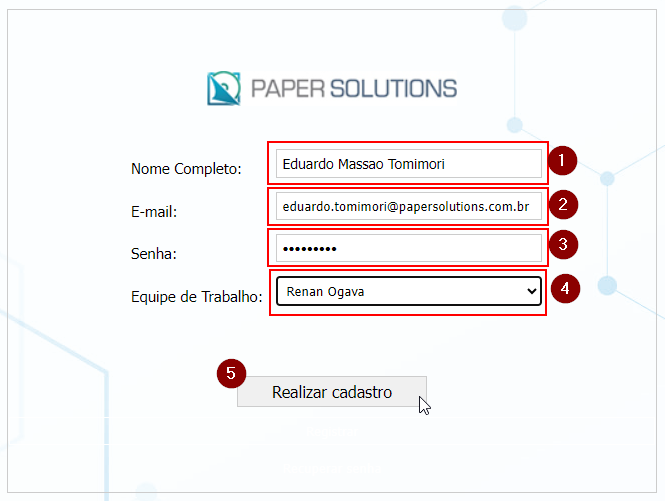 PAPER SOLUTIONS
Nome Completo: Eduardo Massao Tomimori 1
E-mail: eduardo.tomimori@papersolutions.com.br 2
Senha: ••••••••• 3
Equipe de Trabalho: Renan Ogava 4
5
Realizar cadastro